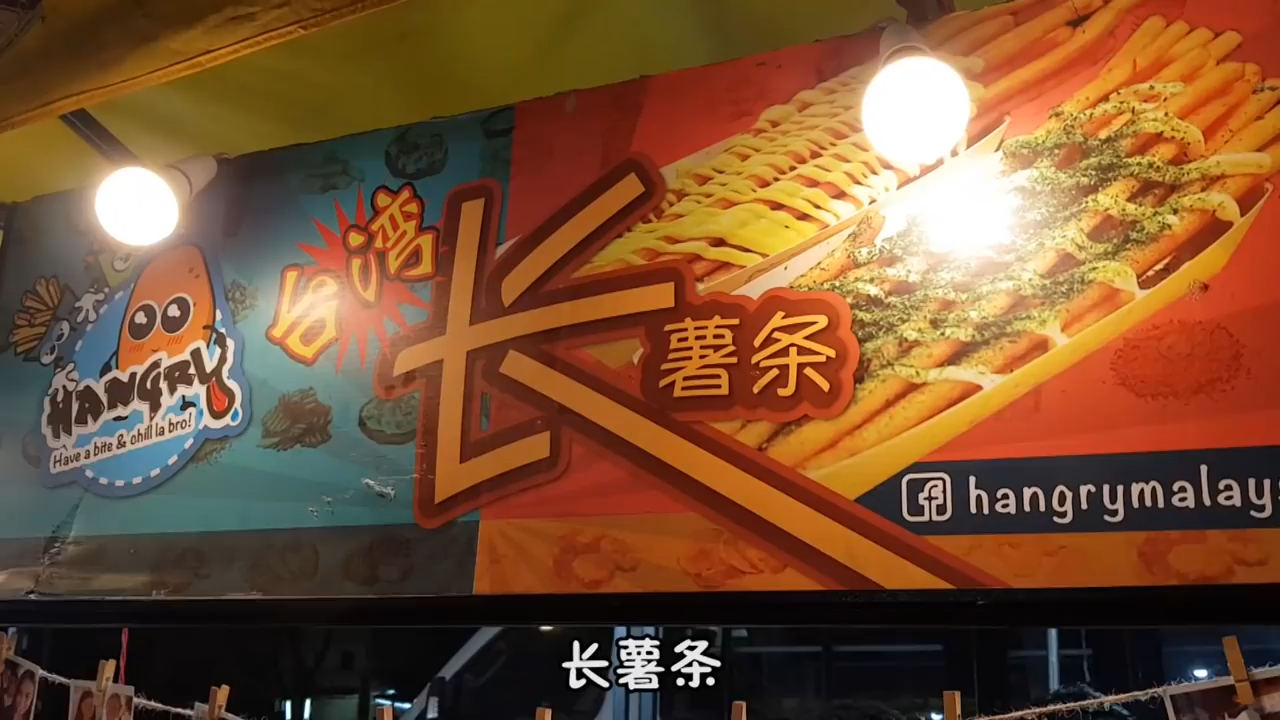 台湾
长
薯条
HANGRY
Have a bite & chill la bro!
hangrymalays
长薯条